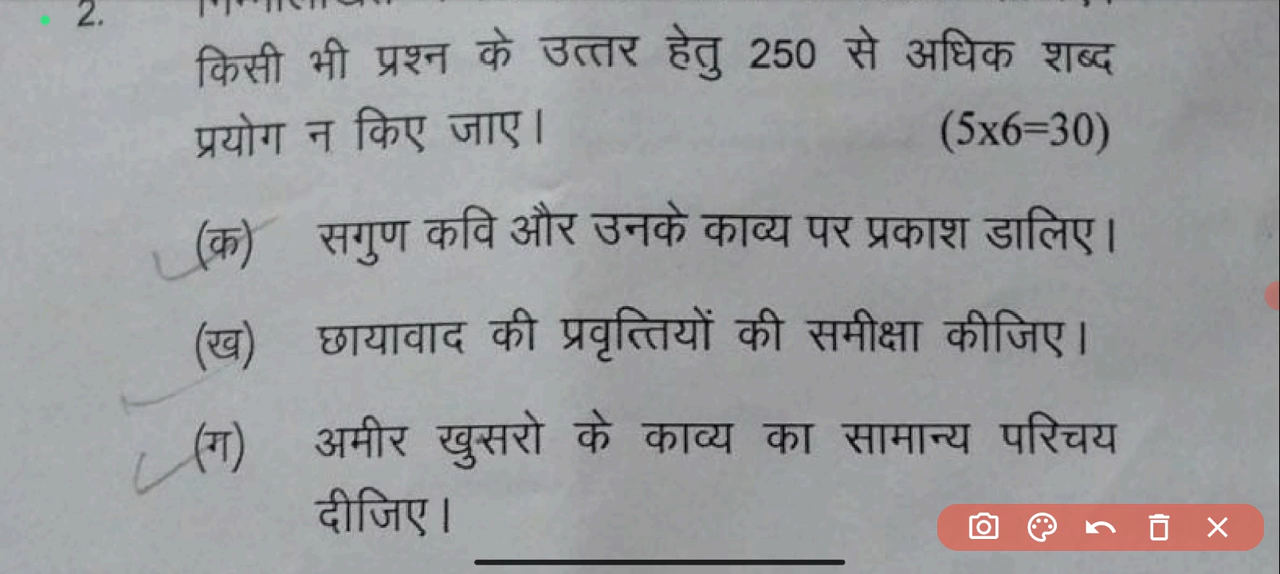 2.
किसी भी प्रश्न के उत्तर हेतु 250 से अधिक शब्द
प्रयोग न किए जाए। (5x6=30)
(क) सगुण कवि और उनके काव्य पर प्रकाश डालिए।
(ख) छायावाद की प्रवृत्तियों की समीक्षा कीजिए।
(ग) अमीर खुसरो के काव्य का सामान्य परिचय
दीजिए।